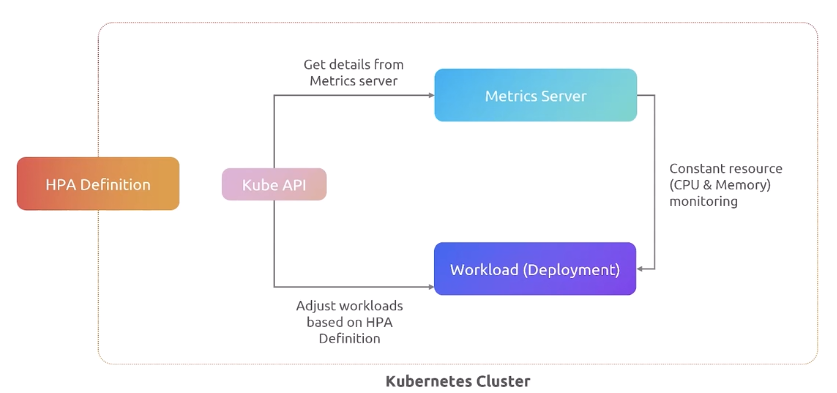 Get details from
Metrics server
Metrics Server
HPA Definition
Kube API
Constant resource
(CPU & Memory)
monitoring
Workload (Deployment)
Adjust workloads
based on HPA
Definition
Kubernetes Cluster